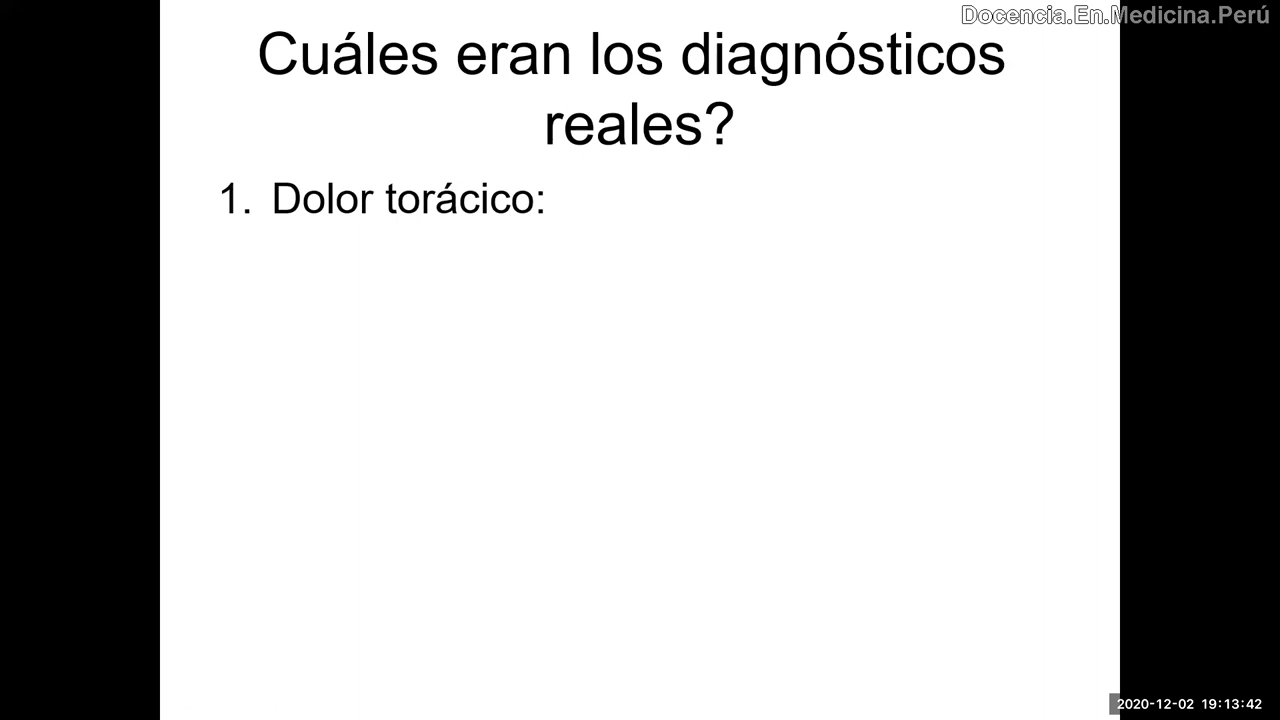 Docencia.En.Medicina.Perú
Cuáles eran los diagnósticos
reales?
1. Dolor torácico:
2020-12-02 19:13:42